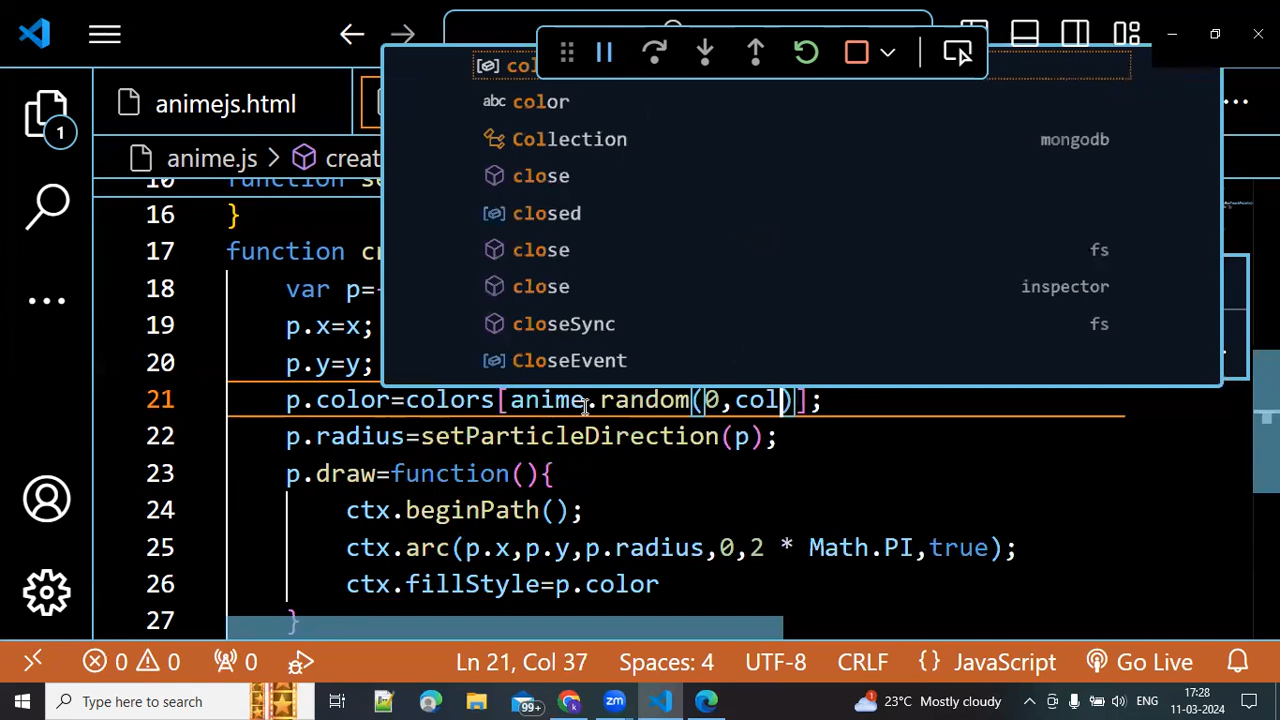 col
animejs.html
color
1
Collection mongodb
anime.js > creat
close
10 function se
closed
16 }
17 function cr
close fs
18 var p=
close inspector
19 p.x=x;
closeSync fs
20 p.y=y;
CloseEvent
21 p.color=colors[anime.random(0,col)];
22 p.radius=setParticleDirection(p);
23 p.draw=function(){
24 ctx.beginPath();
25 ctx.arc(p.x,p.y,p.radius,0,2 * Math.PI,true);
26 ctx.fillStyle=p.color
27 }
0 0 0 Ln 21, Col 37 Spaces: 4 UTF-8 CRLF {} JavaScript Go Live
Type here to search 99+ 23°C Mostly cloudy ENG 17:28
11-03-2024